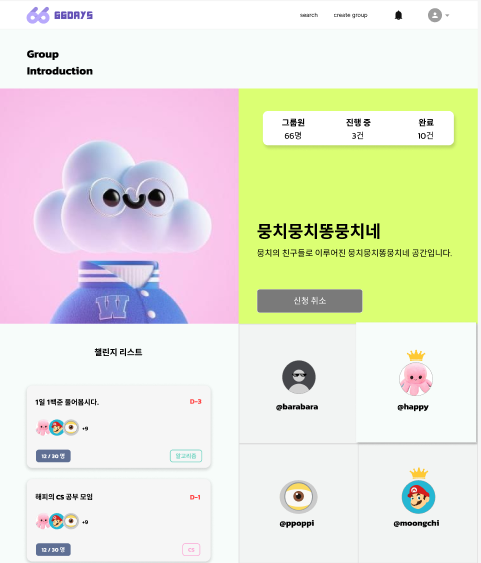 66DAYS
search
create group
Group
Introduction
그룹원
진행 중
완료
66명
3건
10건
W
뭉치뭉치똥뭉치네
뭉치의 친구들로 이루어진 뭉치뭉치똥뭉치네 공간입니다.
신청 취소
챌린지 리스트
1일 1백준 풀어봅시다.
D-3
+9
12 / 30 명
알고리즘
해피의 CS 공부 모임
D-1
+9
12 / 30 명
CS
@barabara
@happy
@ppoppi
@moongchi